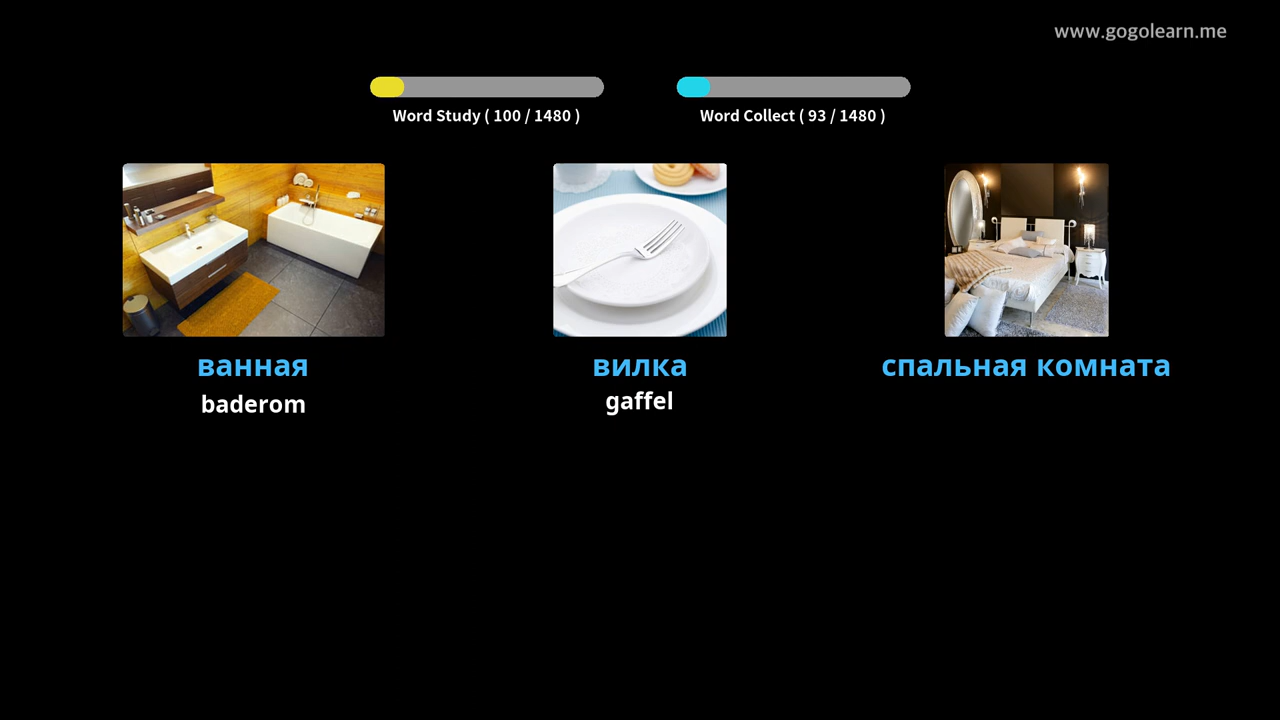 www.gogolearn.me
Word Study ( 100 / 1480 )
Word Collect ( 93 / 1480 )
ванная
вилка
спальная комната
baderom
gaffel